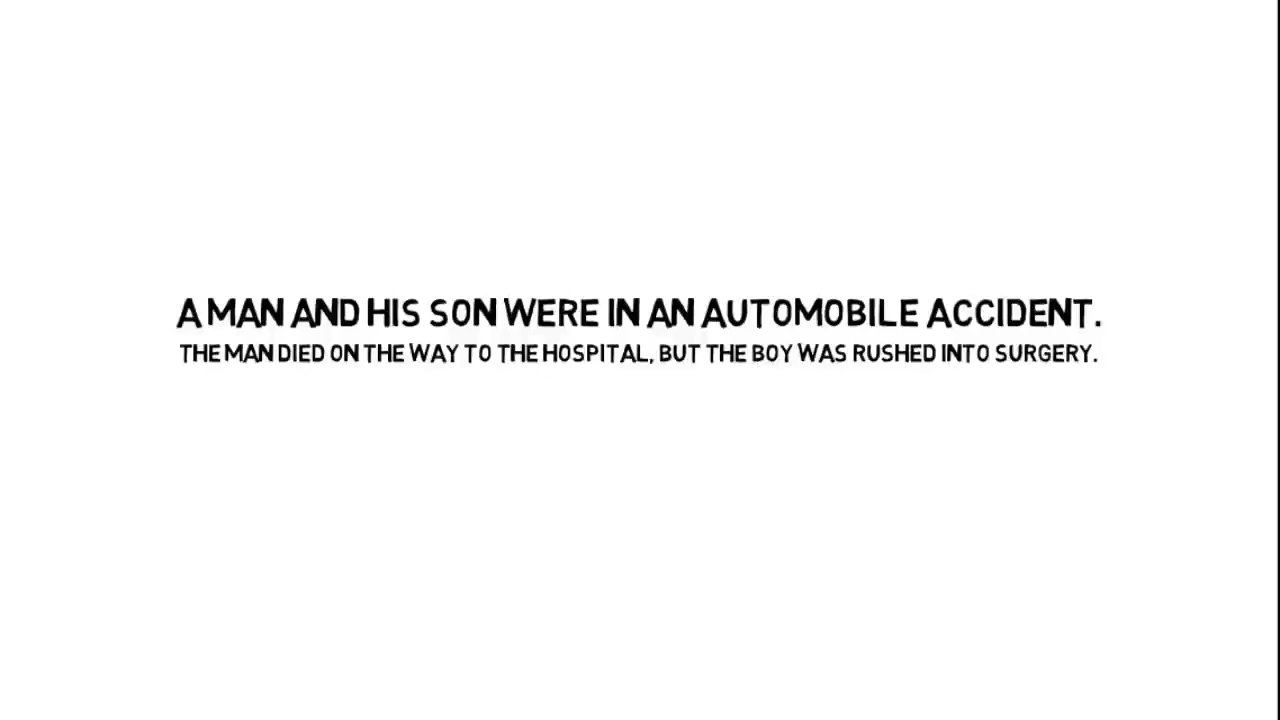 A MAN AND HIS SON WERE IN AN AUTOMOBILE ACCIDENT.
THE MAN DIED ON THE WAY TO THE HOSPITAL, BUT THE BOY WAS RUSHED INTO SURGERY.